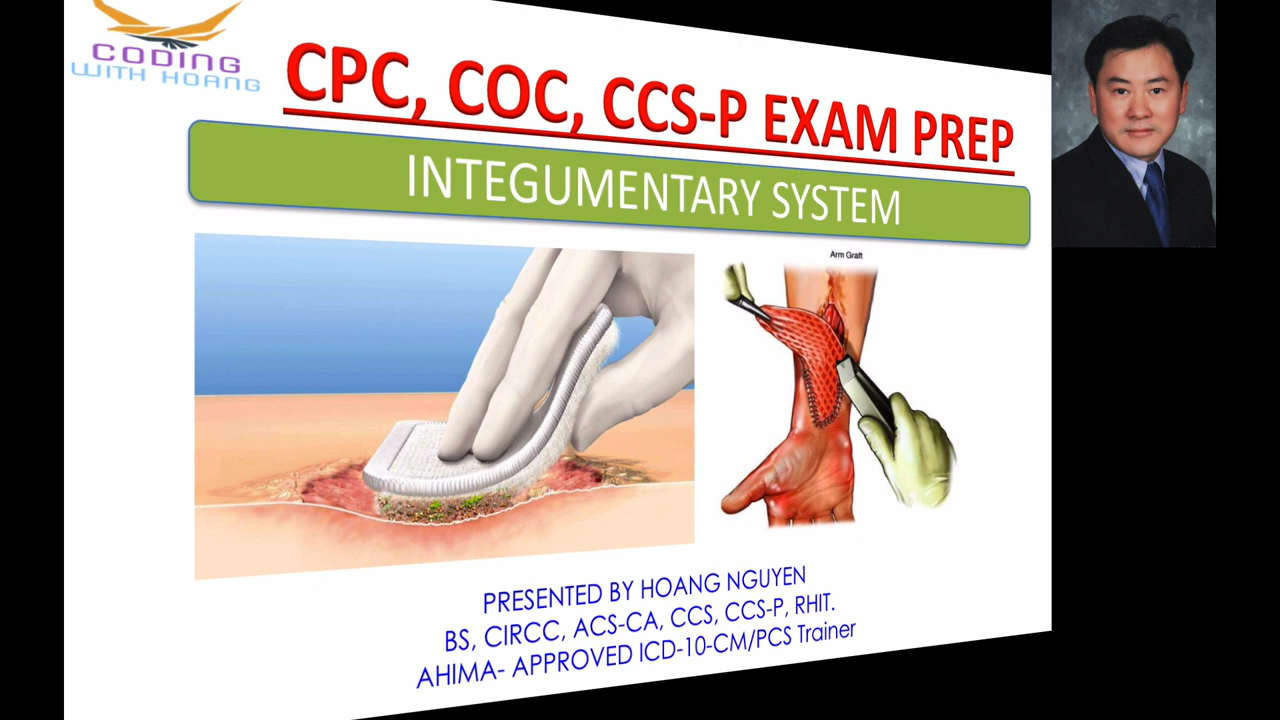 CODING
WITH HOANG
CPC, COC, CCS-P EXAM PREP
INTEGUMENTARY SYSTEM
Arm Graft
PRESENTED BY HOANG NGUYEN
BS, CIRCC, ACS-CA, CCS, CCS-P, RHIT.
AHIMA- APPROVED ICD-10-CM/PCS Trainer